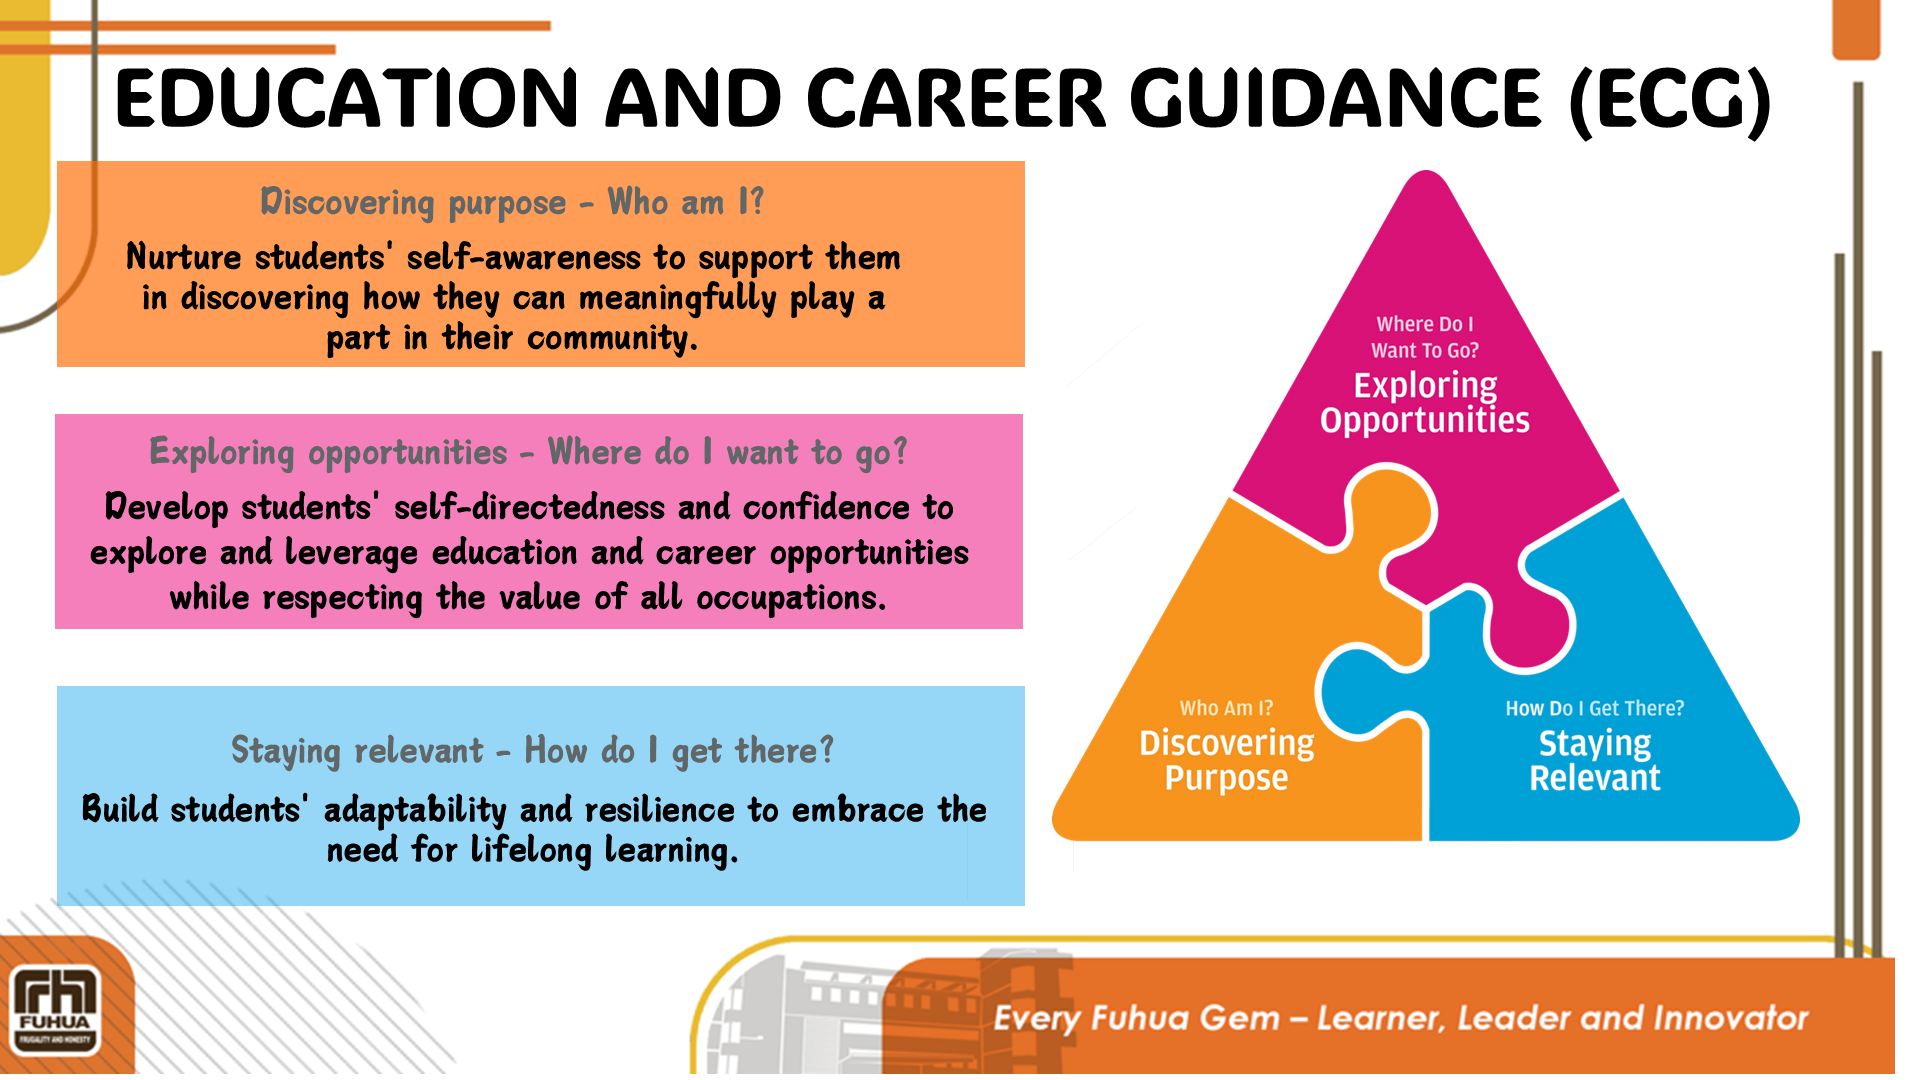 EDUCATION AND CAREER GUIDANCE (ECG)
Discovering purpose - Who am I?
Nurture students' self-awareness to support them
in discovering how they can meaningfully play a
part in their community.
Exploring opportunities - Where do I want to go?
Develop students' self-directedness and confidence to
explore and leverage education and career opportunities
while respecting the value of all occupations.
Staying relevant - How do I get there?
Build students' adaptability and resilience to embrace the
need for lifelong learning.
Where Do I
Want To Go?
Exploring
Opportunities
Who Am I?
Discovering
Purpose
How Do I Get There?
Staying
Relevant
FUHUA
FRUGALITY AND HONESTY
Every Fuhua Gem – Learner, Leader and Innovator